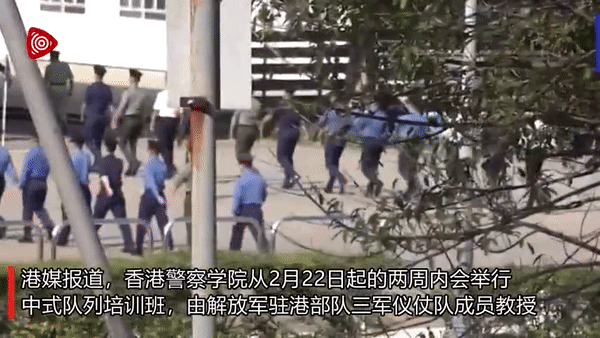 港媒报道，香港警察学院从2月22日起的两周内会举行
中式队列培训班，由解放军驻港部队三军仪仗队成员教授